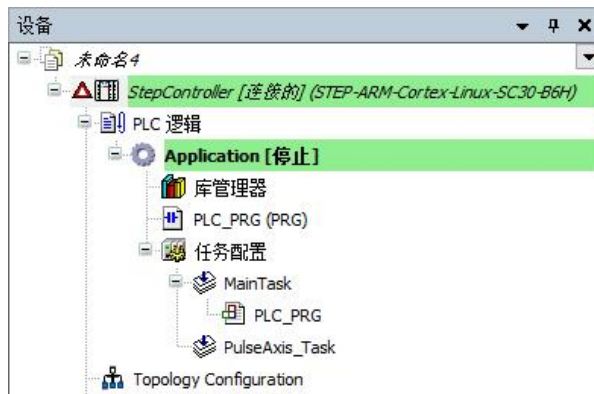 设备
未命名4
StepController [连接的] (STEP-ARM-Cortex-Linux-SC30-B6H)
PLC 逻辑
Application [停止]
库管理器
PLC_PRG (PRG)
任务配置
MainTask
PLC_PRG
PulseAxis_Task
Topology Configuration